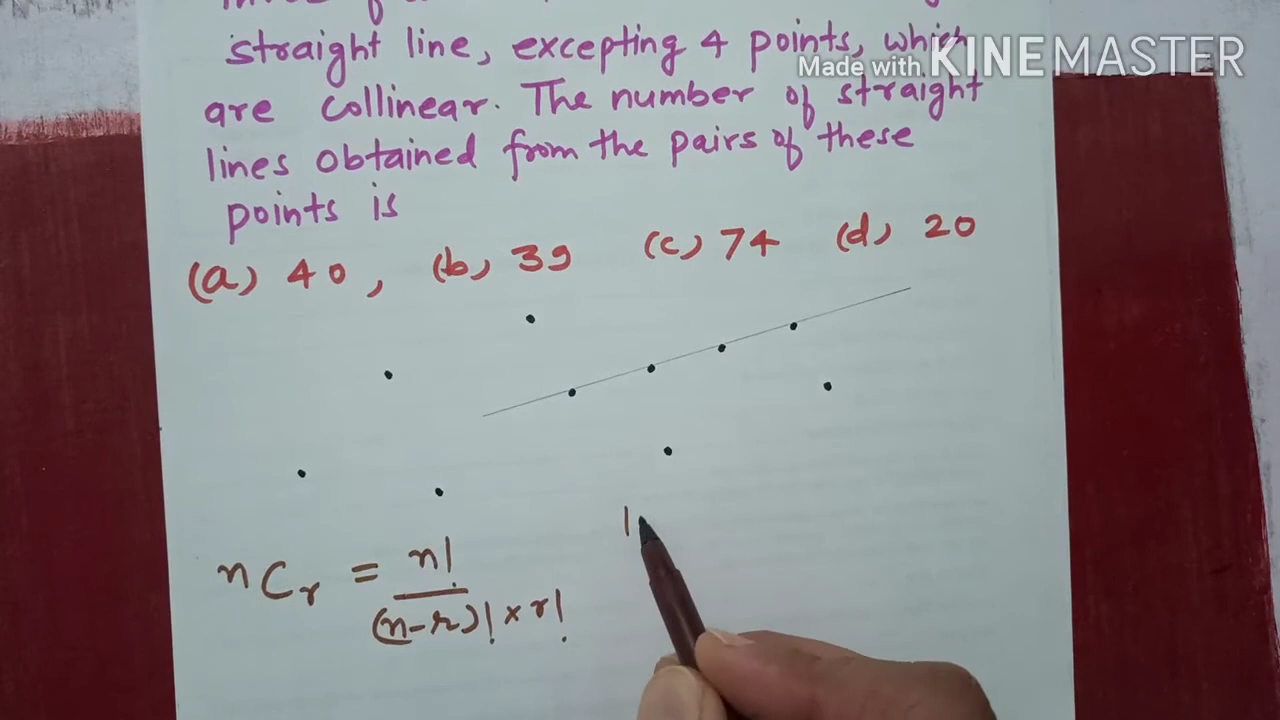 straight line, excepting 4 points, which
are collinear. The number of straight
lines obtained from the pairs of these
points is
(a) 40, (b) 39 (c) 74 (d) 20
nCr = n!
(n-r)! × r!
1
Made with KINEMASTER